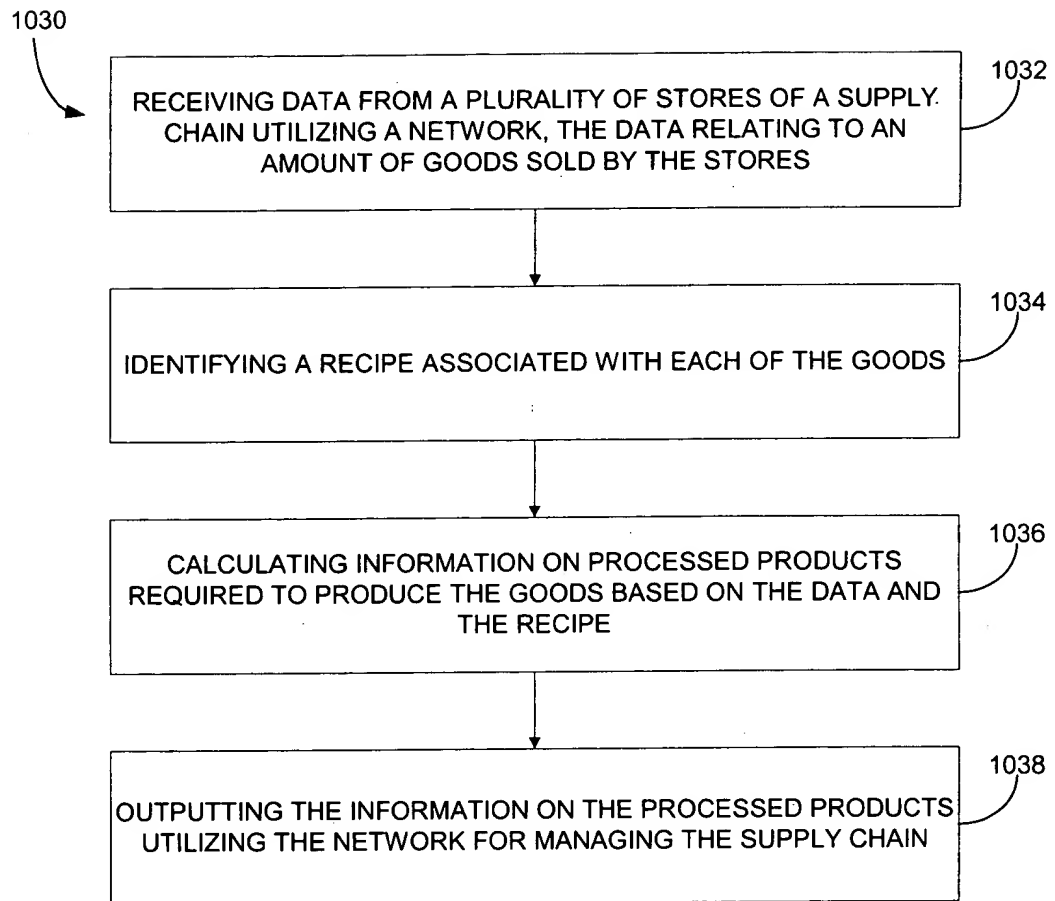 1030
1032
RECEIVING DATA FROM A PLURALITY OF STORES OF A SUPPLY
CHAIN UTILIZING A NETWORK, THE DATA RELATING TO AN
AMOUNT OF GOODS SOLD BY THE STORES
1034
IDENTIFYING A RECIPE ASSOCIATED WITH EACH OF THE GOODS
1036
CALCULATING INFORMATION ON PROCESSED PRODUCTS
REQUIRED TO PRODUCE THE GOODS BASED ON THE DATA AND
THE RECIPE
1038
OUTPUTTING THE INFORMATION ON THE PROCESSED PRODUCTS
UTILIZING THE NETWORK FOR MANAGING THE SUPPLY CHAIN